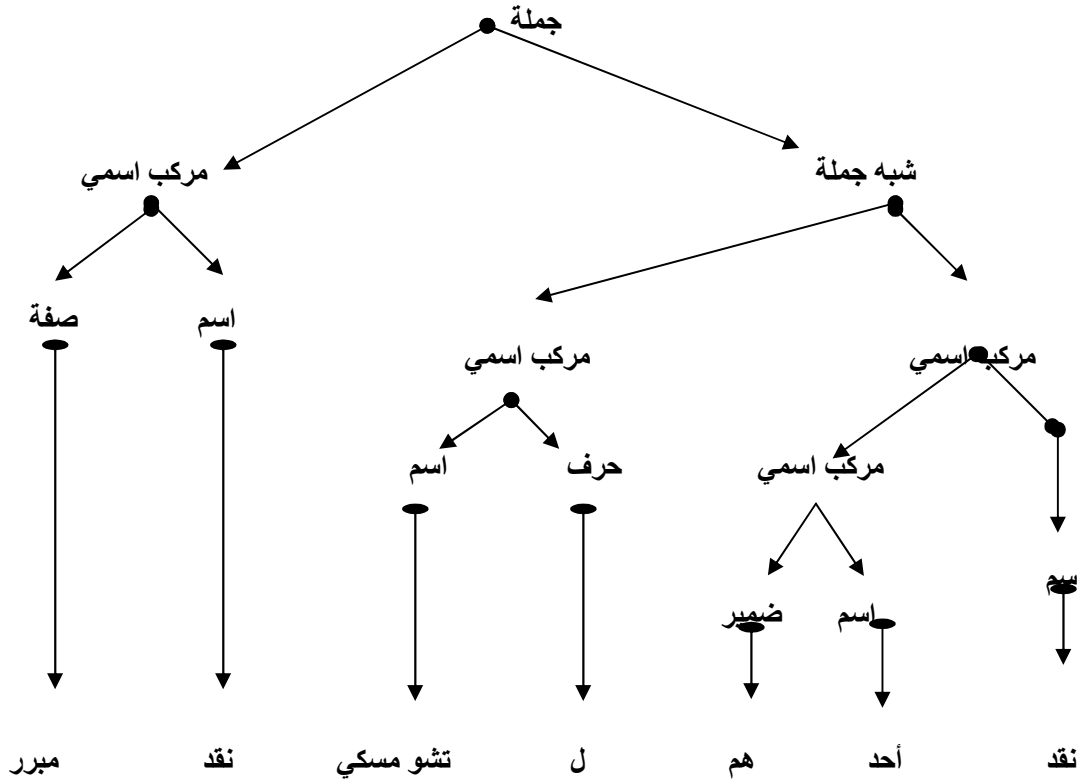 جملة
شبه جملة مركب اسمي
اسم صفة
مركب اسمي مركب اسمي
مركب اسمي حرف اسم
سم
اسم ضمير
نقد أحد هم ل تشو مسكي نقد مبرر